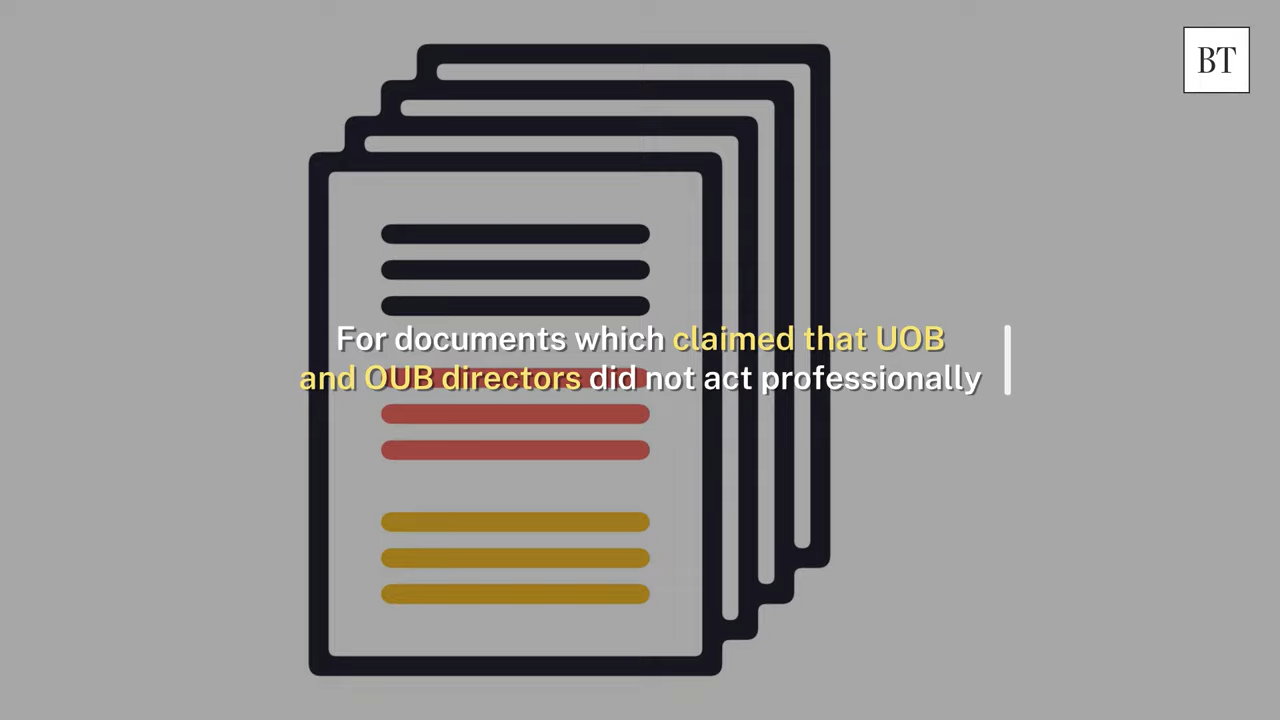 BT
For documents which claimed that UOB
and OUB directors did not act professionally